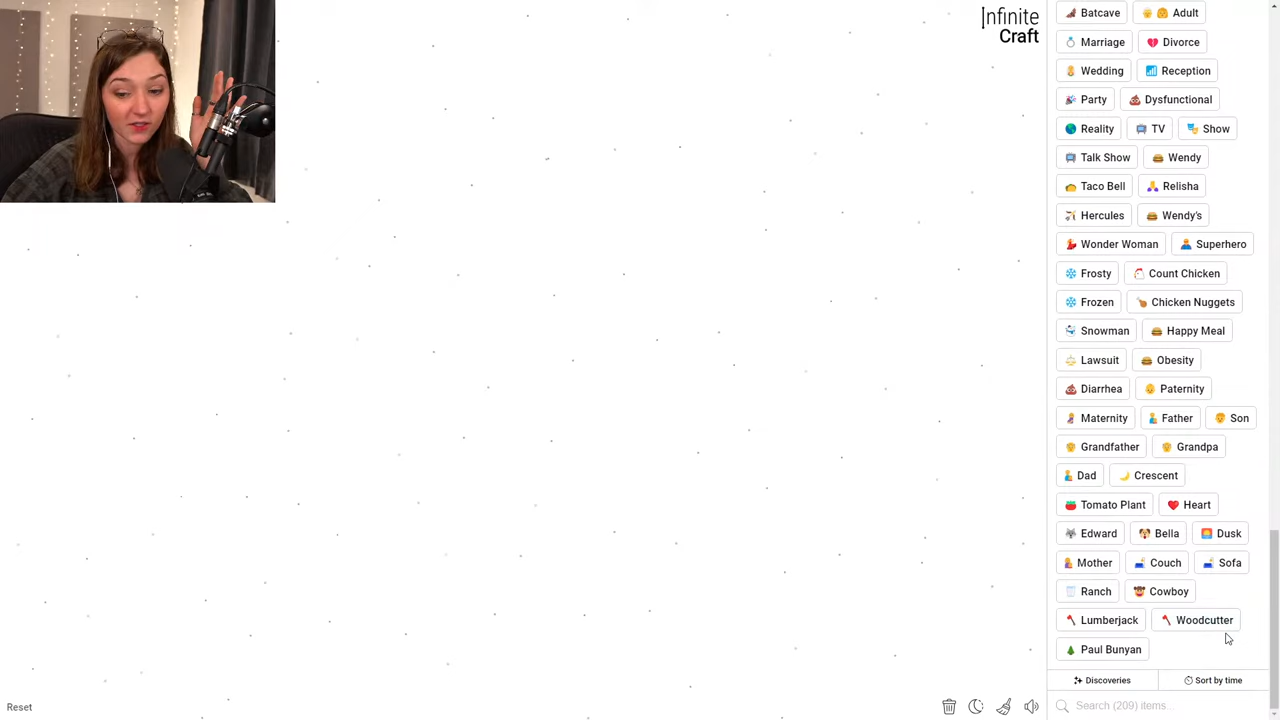 Infinite
Craft
Batcave Adult
Marriage Divorce
Wedding Reception
Party Dysfunctional
Reality TV Show
Talk Show Wendy
Taco Bell Relisha
Hercules Wendy's
Wonder Woman Superhero
Frosty Count Chicken
Frozen Chicken Nuggets
Snowman Happy Meal
Lawsuit Obesity
Diarrhea Paternity
Maternity Father Son
Grandfather Grandpa
Dad Crescent
Tomato Plant Heart
Edward Bella Dusk
Mother Couch Sofa
Ranch Cowboy
Lumberjack Woodcutter
Paul Bunyan
Discoveries Sort by time
Reset Search (209) items...